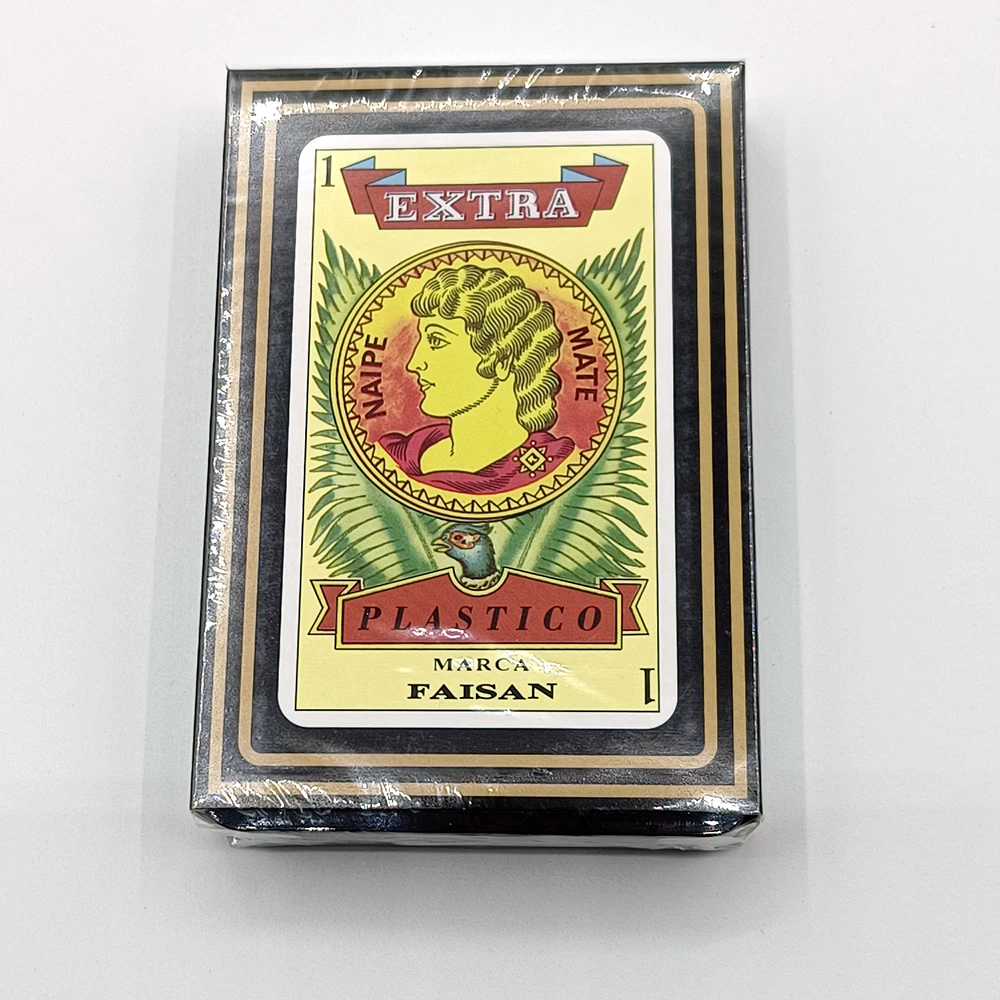 1
EXTRA
NAIPE MATE
PLASTICO
MARCA
FAISAN
1